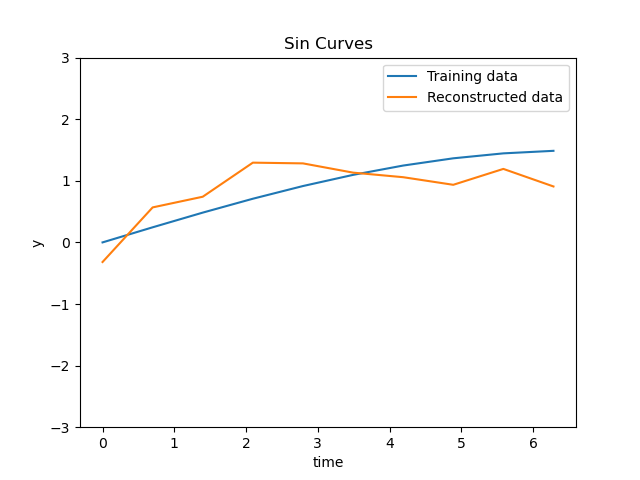 Sin Curves
Training data
Reconstructed data
3
2
1
0
−1
−2
−3
y
0 1 2 3 4 5 6
time